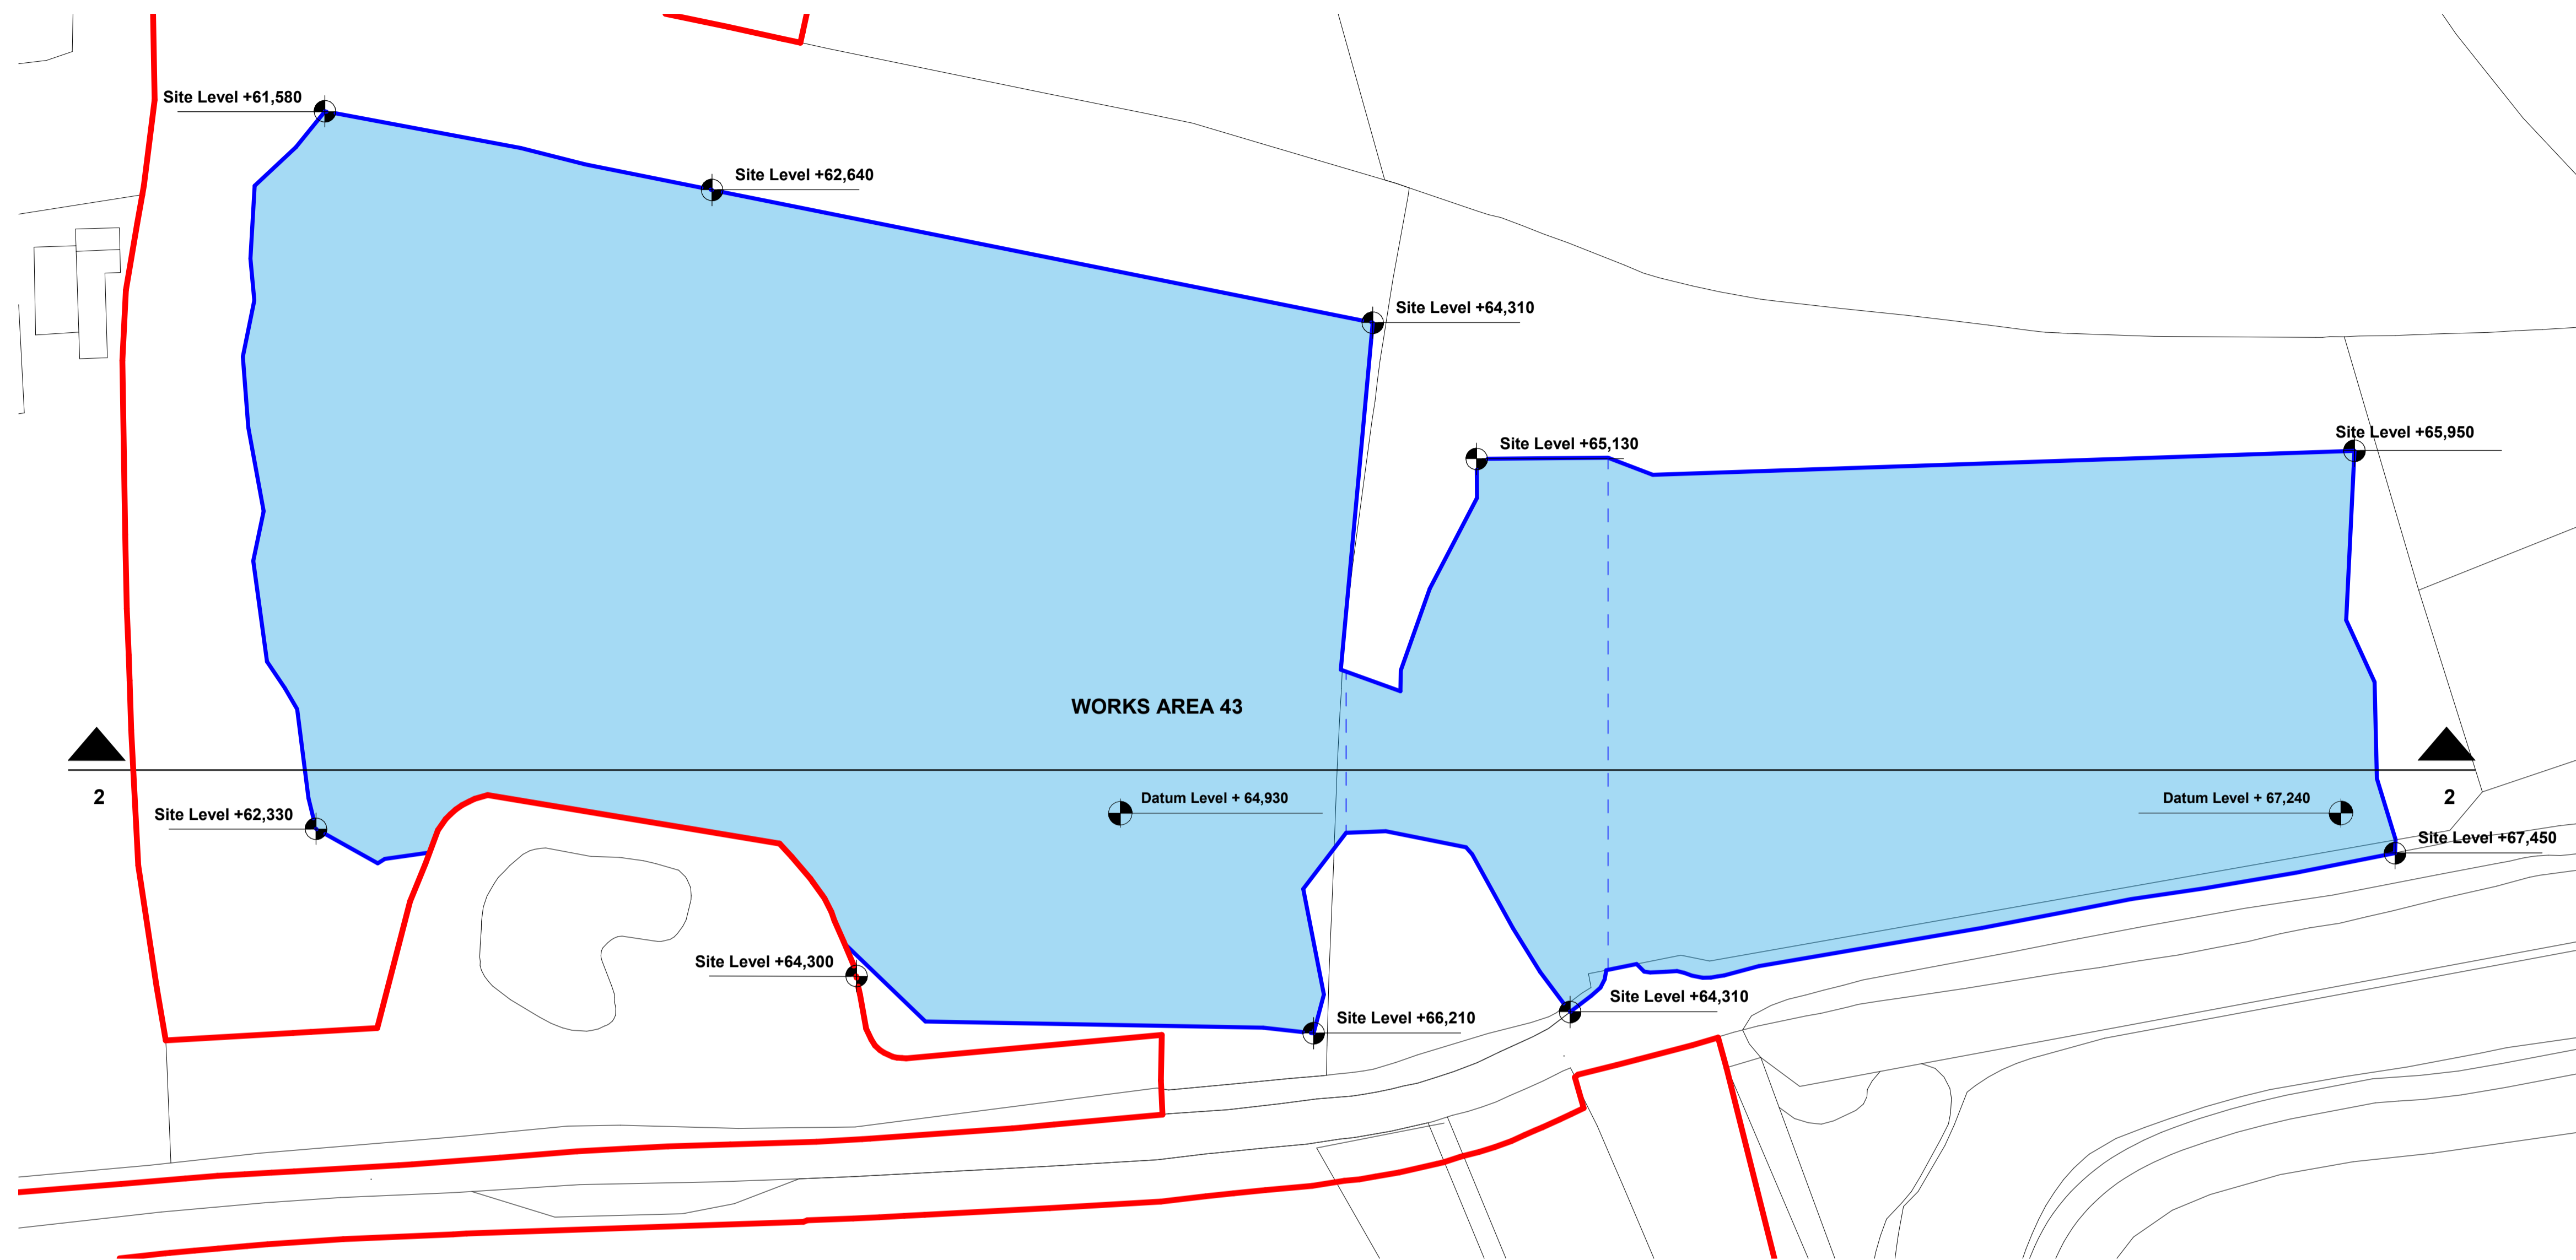 Site Level +61,580
Site Level +62,640
Site Level +64,310
Site Level +65,130
Site Level +65,950
WORKS AREA 43
2
2
Datum Level + 64,930
Datum Level + 67,240
Site Level +62,330
Site Level +67,450
Site Level +64,300
Site Level +64,310
Site Level +66,210